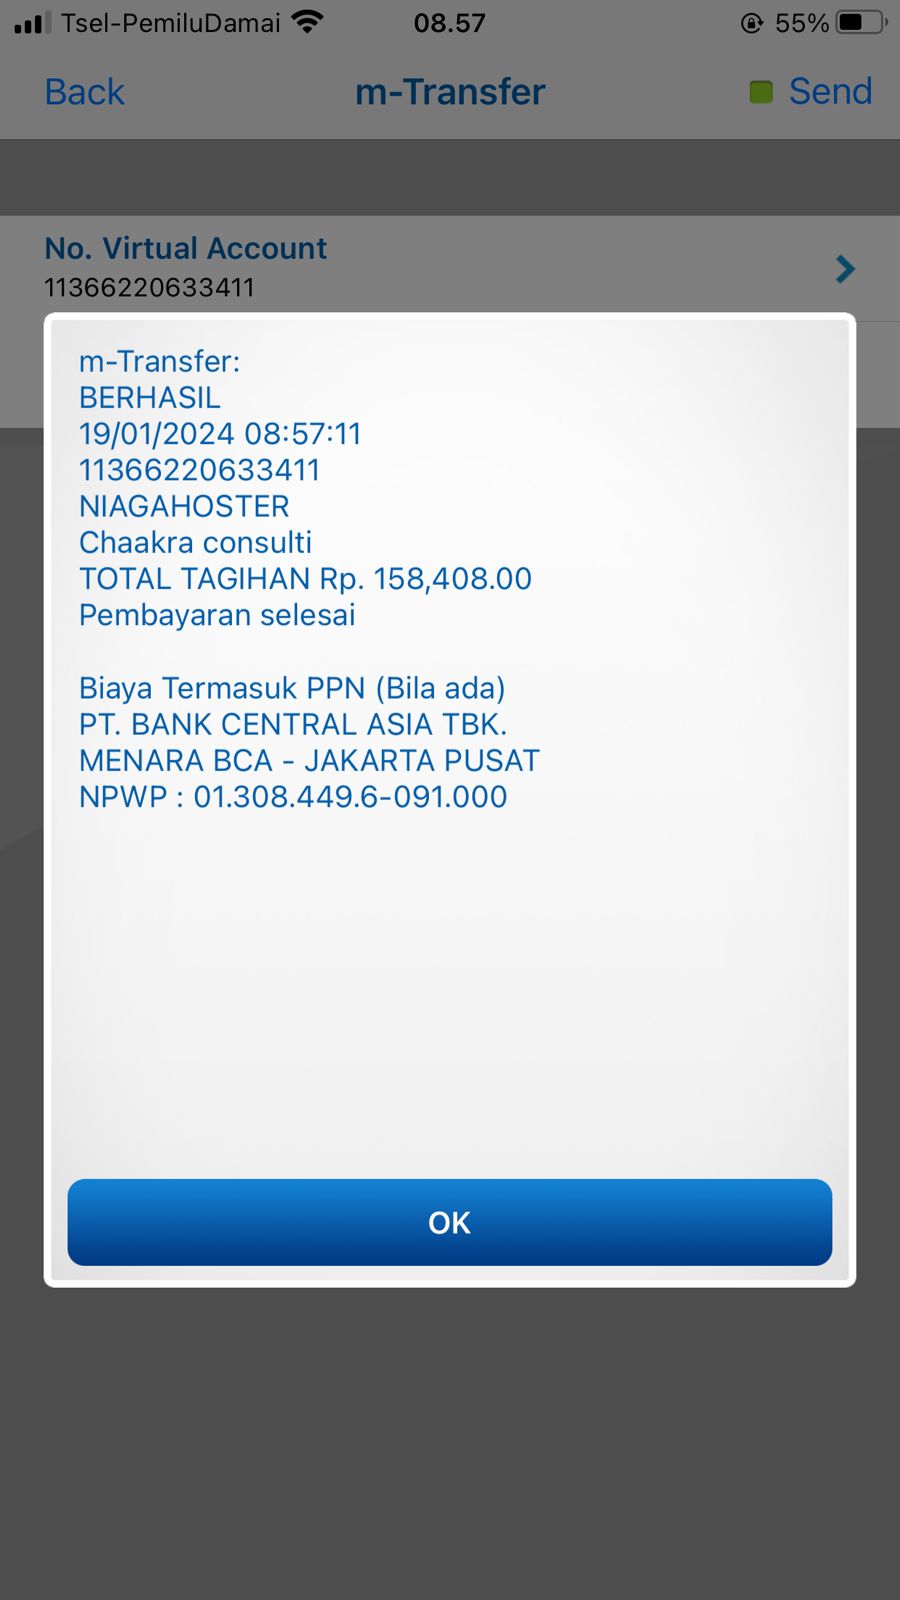 Tsel-PemiluDamai 08.57 55%
Back m-Transfer Send
No. Virtual Account
11366220633411
m-Transfer:
BERHASIL
19/01/2024 08:57:11
11366220633411
NIAGAHOSTER
Chaakra consulti
TOTAL TAGIHAN Rp. 158,408.00
Pembayaran selesai
Biaya Termasuk PPN (Bila ada)
PT. BANK CENTRAL ASIA TBK.
MENARA BCA - JAKARTA PUSAT
NPWP : 01.308.449.6-091.000
OK